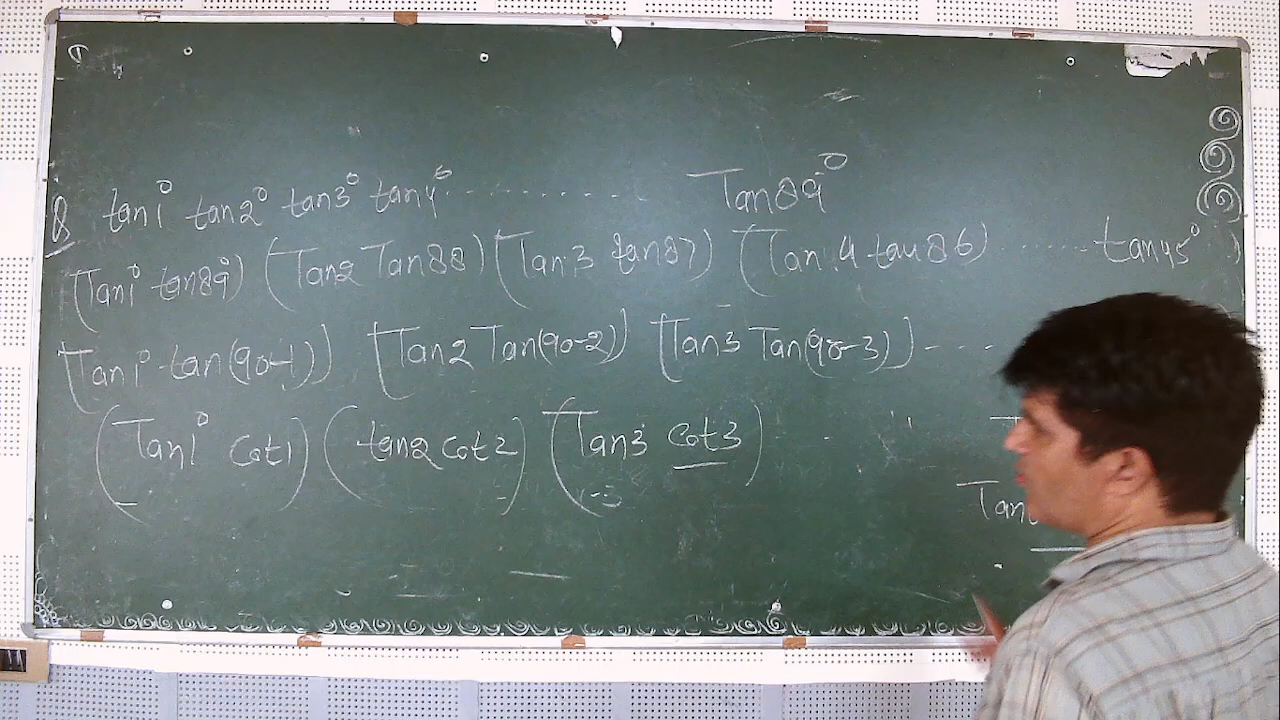 Q tan1° tan2° tan3° tan4° ............ Tan89°
(Tan1° tan89°) (Tan2 Tan88) (Tan3 tan87) (Tan 4 tan86) ........ tan45°
(Tan1° tan(90-1)) (Tan2 Tan(90-2)) (Tan3 Tan(90-3)) ----
(Tan1° Cot1) (tan2 cot2) (Tan3 cot3) - -
Tan